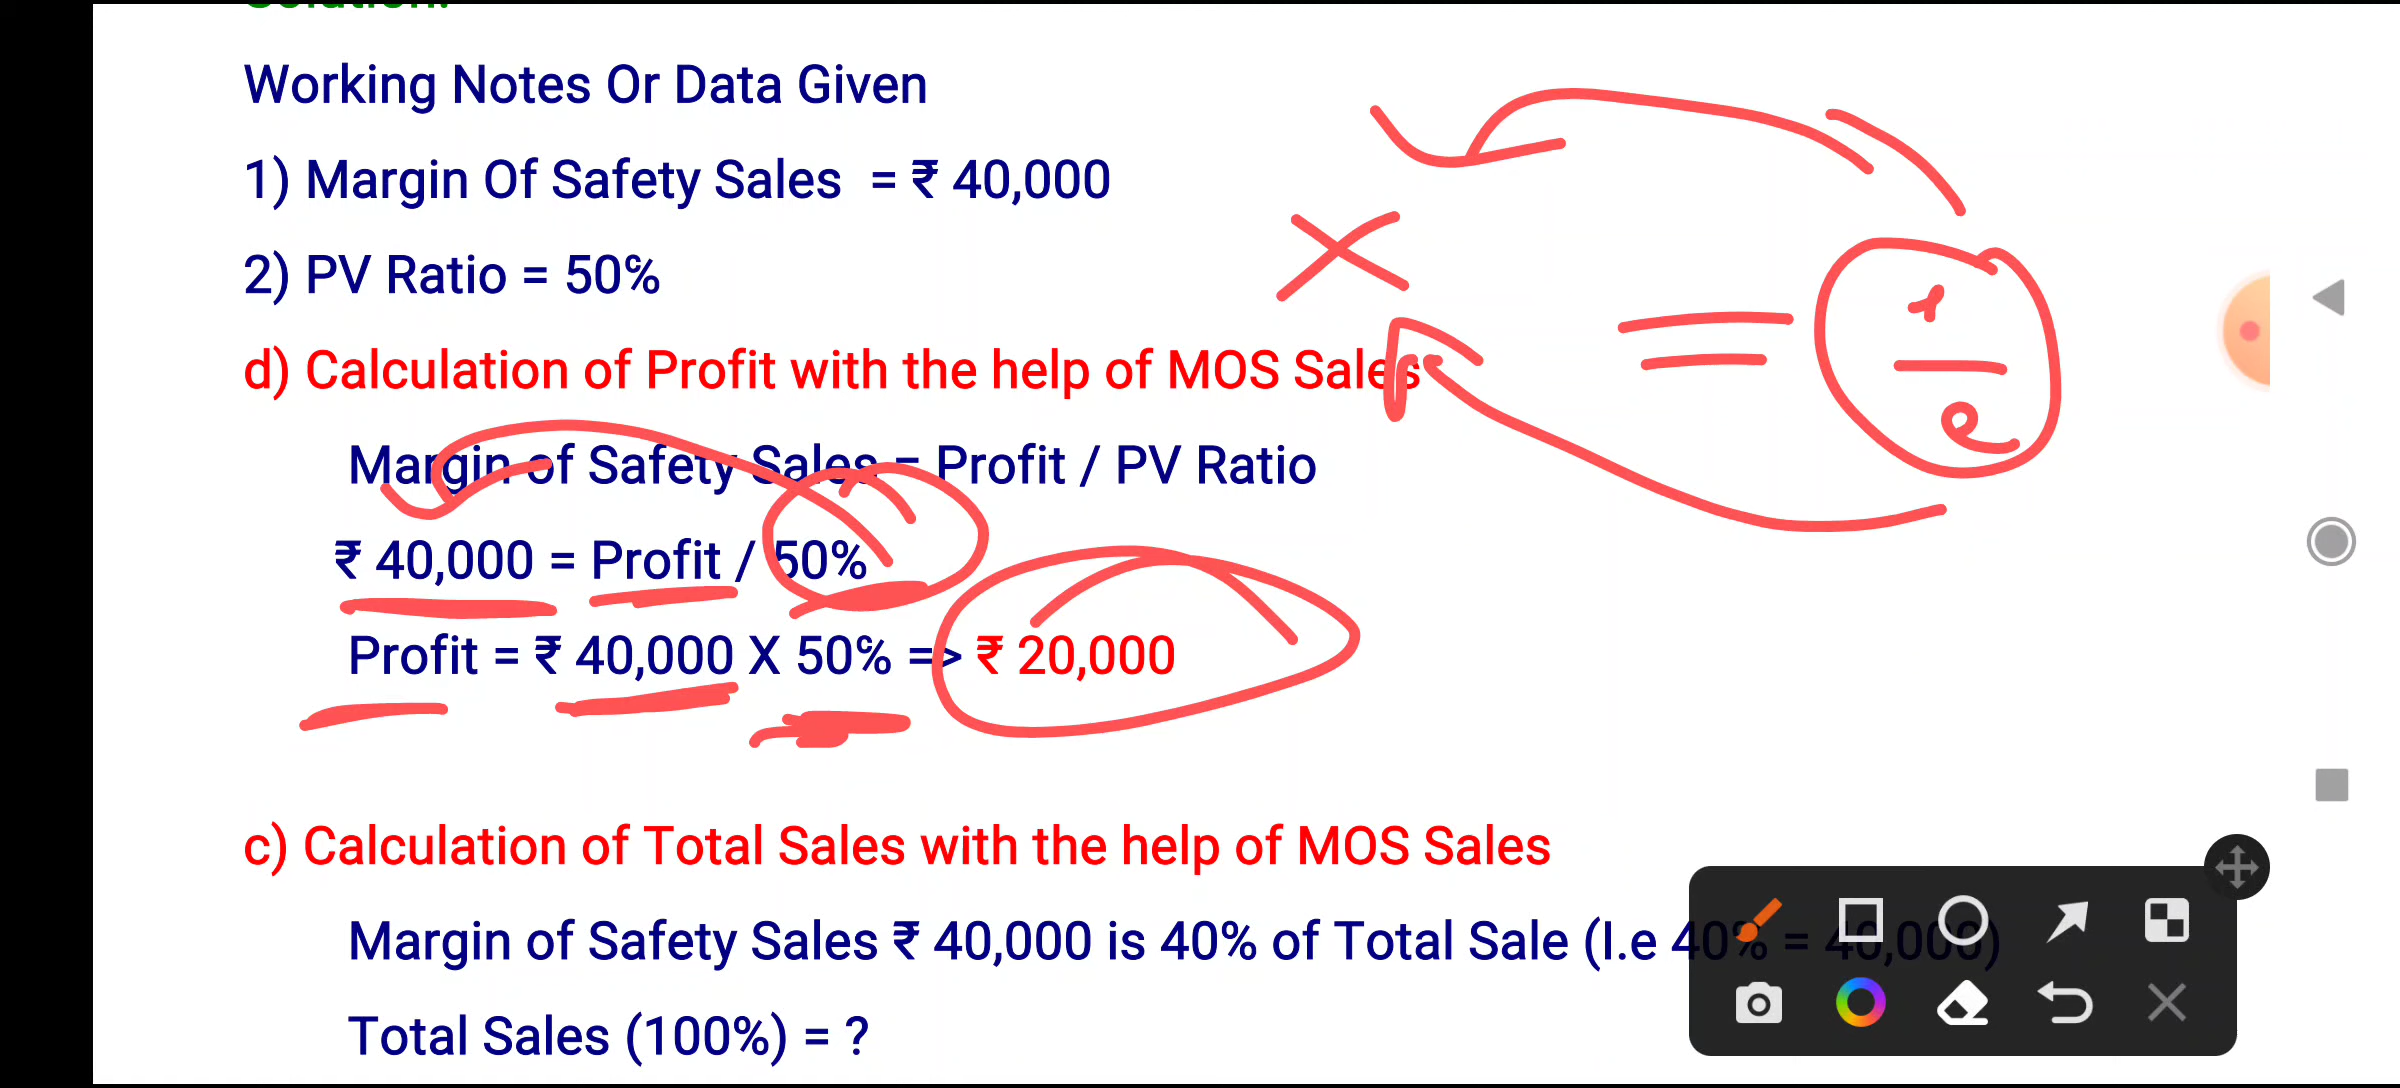 Working Notes Or Data Given
1) Margin Of Safety Sales = ₹ 40,000
2) PV Ratio = 50%
d) Calculation of Profit with the help of MOS Sales
Margin of Safety Sales = Profit / PV Ratio
₹ 40,000 = Profit / 50%
Profit = ₹ 40,000 X 50% => ₹ 20,000
c) Calculation of Total Sales with the help of MOS Sales
Margin of Safety Sales ₹ 40,000 is 40% of Total Sale (I.e 40% = 40,000)
Total Sales (100%) = ?